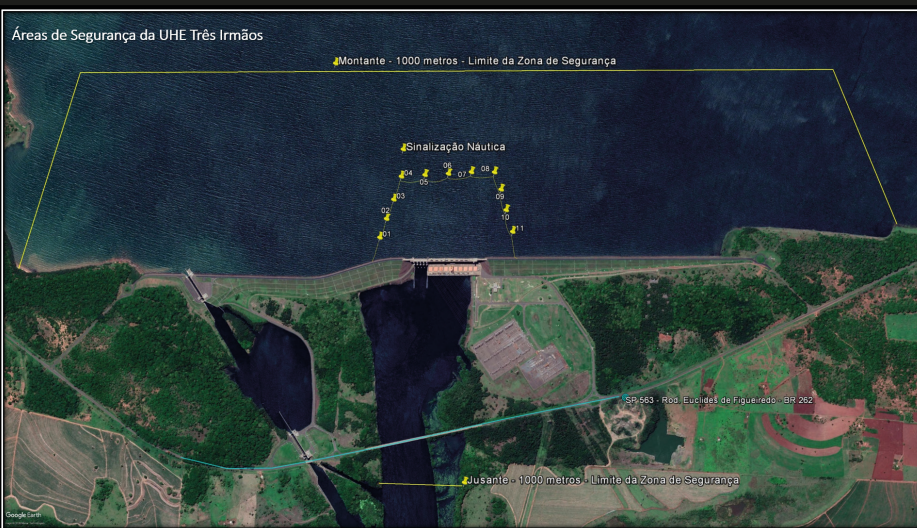 Áreas de Segurança da UHE Três Irmãos
Montante - 1000 metros - Limite da Zona de Segurança
Sinalização Náutica
04
05
06
07
08
03
09
02
10
01
11
SP 563 - Rod. Euclides de Figueiredo - BR 262
Jusante - 1000 metros - Limite da Zona de Segurança
Google Earth